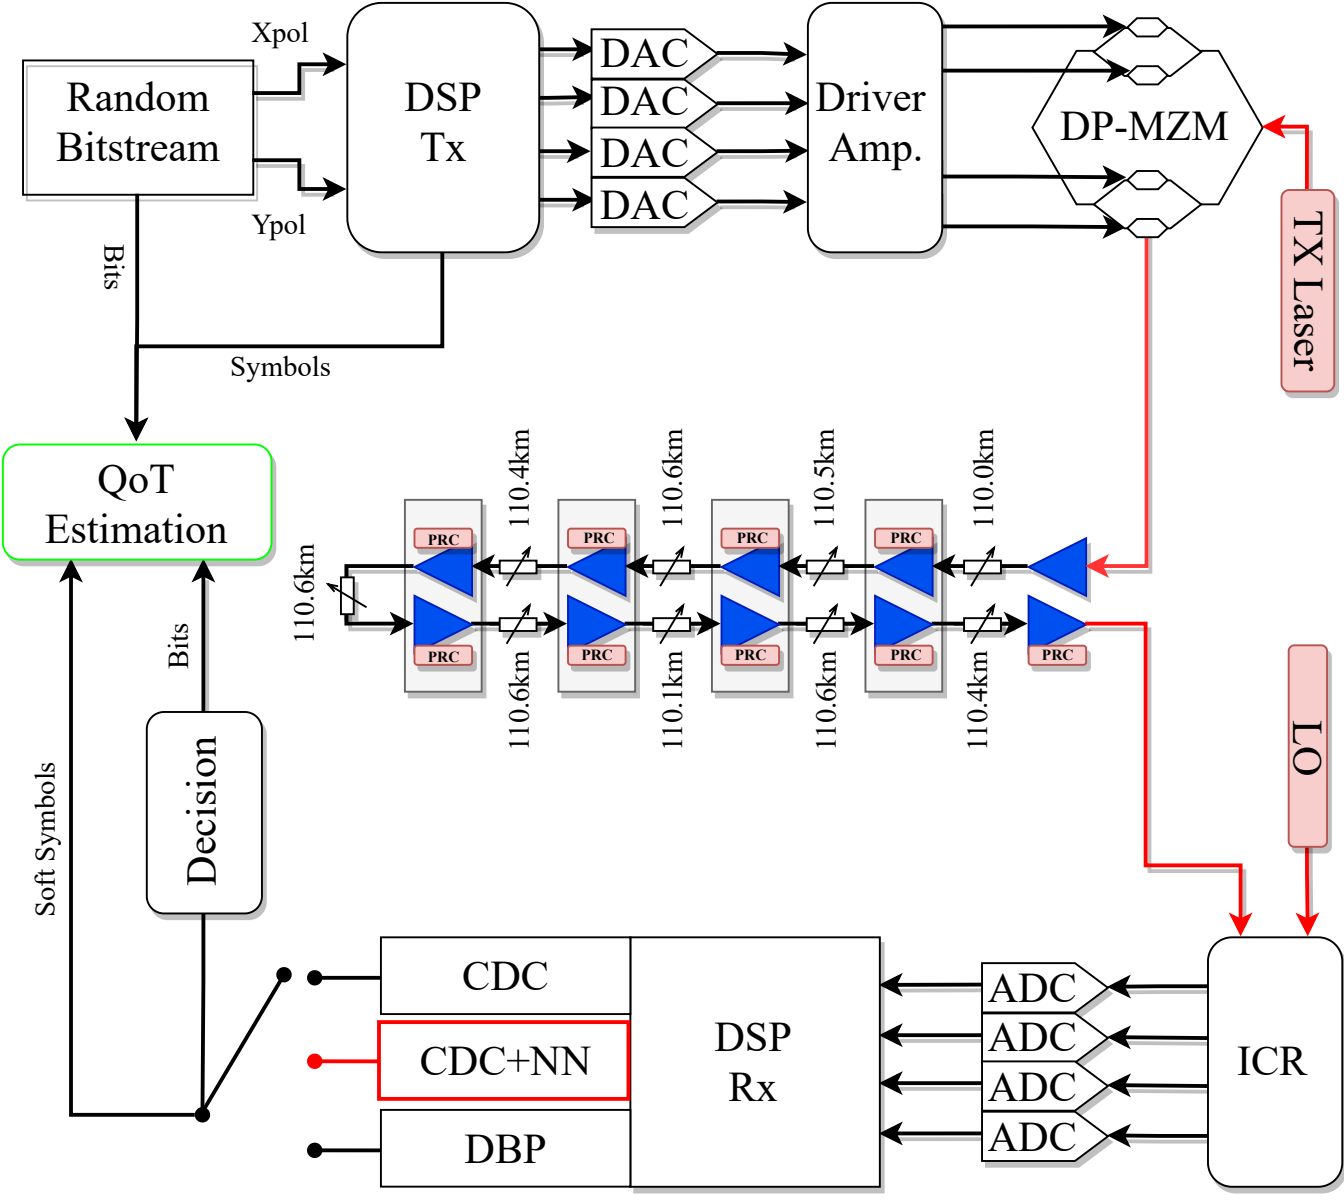 Xpol
Random
Bitstream
Ypol
DSP
Tx
DAC
DAC
DAC
DAC
Driver
Amp.
DP-MZM
TX Laser
Bits
Symbols
QoT
Estimation
110.4km
110.6km
110.5km
110.0km
PRC
PRC
PRC
PRC
110.6km
PRC
PRC
PRC
PRC
PRC
110.6km
110.1km
110.6km
110.4km
Bits
Decision
Soft Symbols
LO
CDC
CDC+NN
DBP
DSP
Rx
ADC
ADC
ADC
ADC
ICR